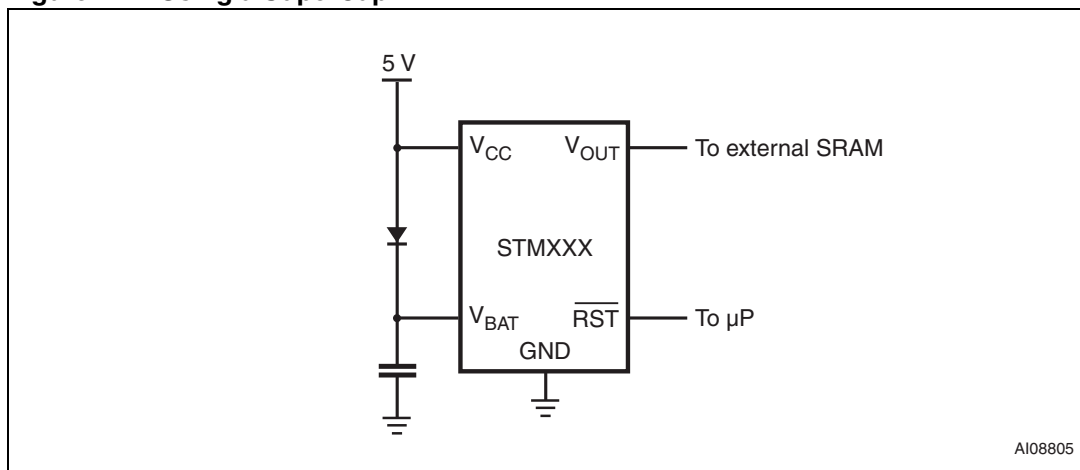 5 V
VCC VOUT To external SRAM
STMXXX
VBAT RST To µP
GND
AI08805